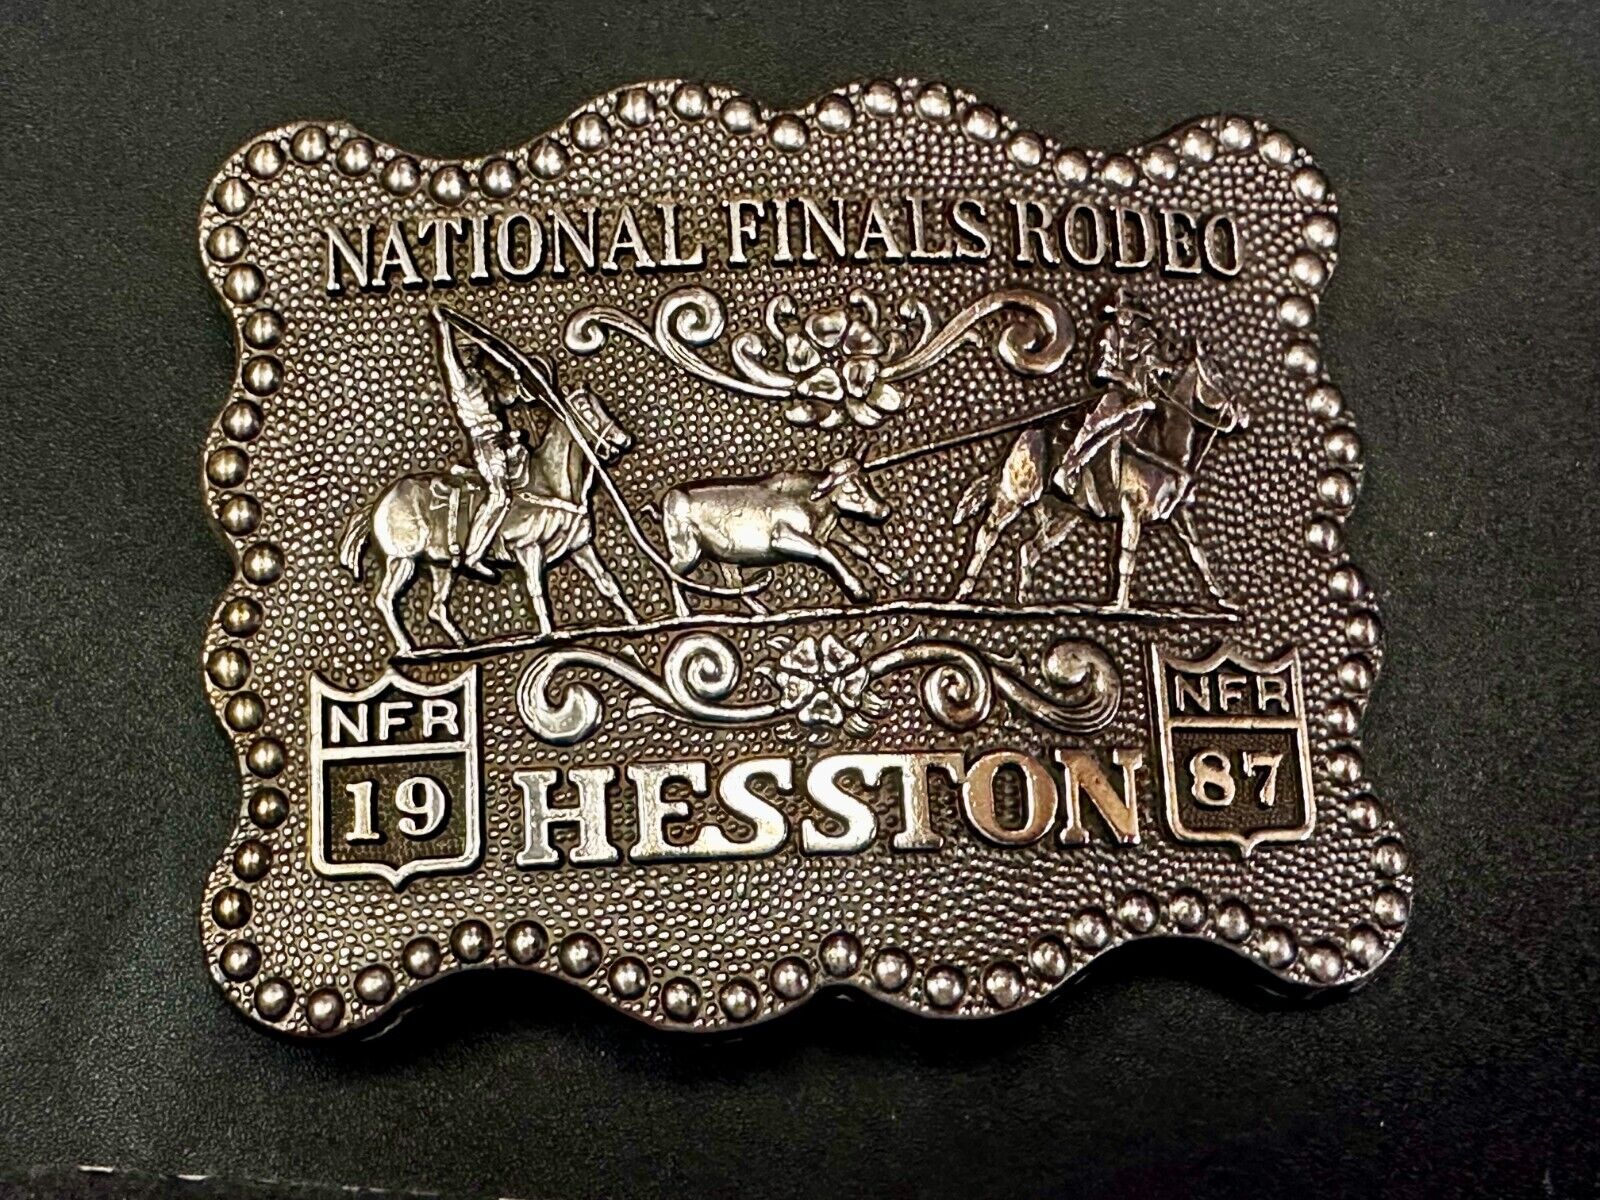 NATIONAL FINALS RODEO
NFR
19
HESSTON
NFR
87